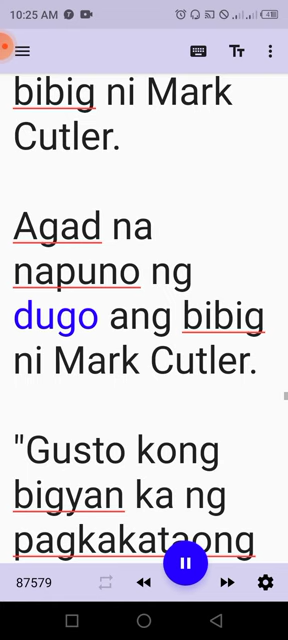 10:25 AM
bibig ni Mark
Cutler.
Agad na
napuno ng
dugo ang bibig
ni Mark Cutler.
"Gusto kong
bigyan ka ng
pagkakataong
87579